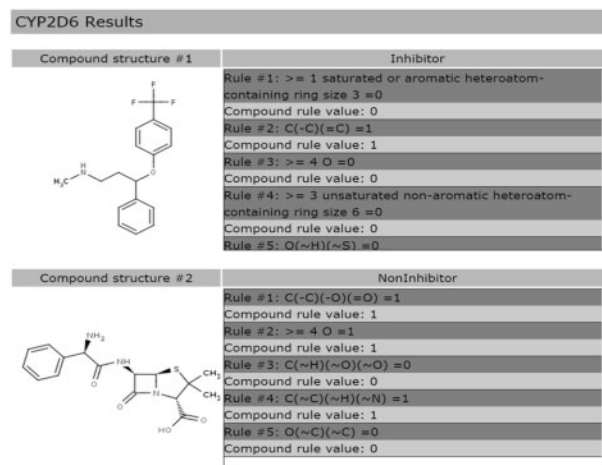 CYP2D6 Results
Compound structure #1
Inhibitor
F
F
F
H
N
H₃C
O
Rule #1: >= 1 saturated or aromatic heteroatom-
containing ring size 3 =0
Compound rule value: 0
Rule #2: C(-C)(=C) =1
Compound rule value: 1
Rule #3: >= 4 O =0
Compound rule value: 0
Rule #4: >= 3 unsaturated non-aromatic heteroatom-
containing ring size 6 =0
Compound rule value: 0
Rule #5: O(~H)(~S) =0
Compound structure #2
NonInhibitor
NH₂
NH
O
H
H
S
CH₃
CH₃
N
O
O
HO
Rule #1: C(-C)(-O)(=O) =1
Compound rule value: 1
Rule #2: >= 4 O =1
Compound rule value: 1
Rule #3: C(~H)(~O)(~O) =0
Compound rule value: 0
Rule #4: C(~C)(~H)(~N) =1
Compound rule value: 1
Rule #5: O(~C)(~C) =0
Compound rule value: 0